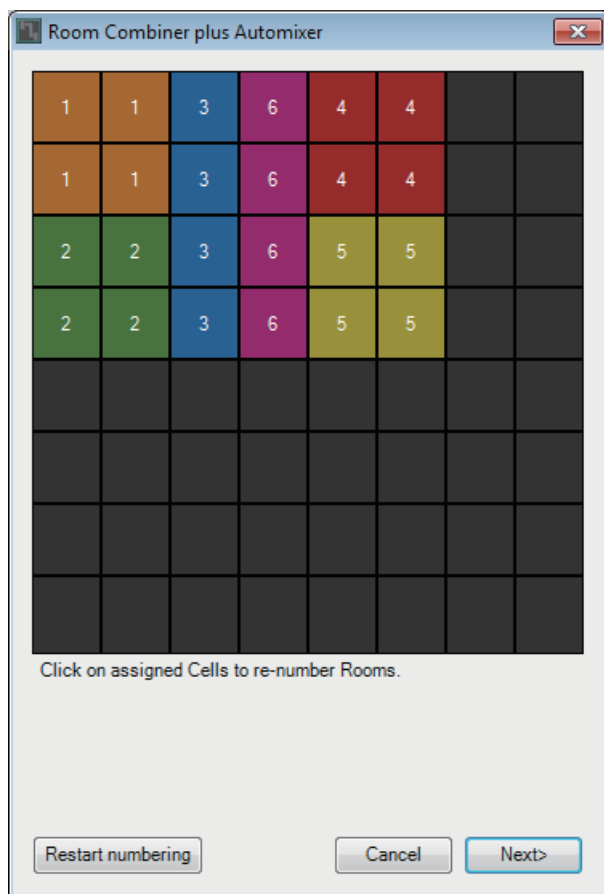 Room Combiner plus Automixer
1 1 3 6 4 4
1 1 3 6 4 4
2 2 3 6 5 5
2 2 3 6 5 5
Click on assigned Cells to re-number Rooms.
Restart numbering Cancel Next>